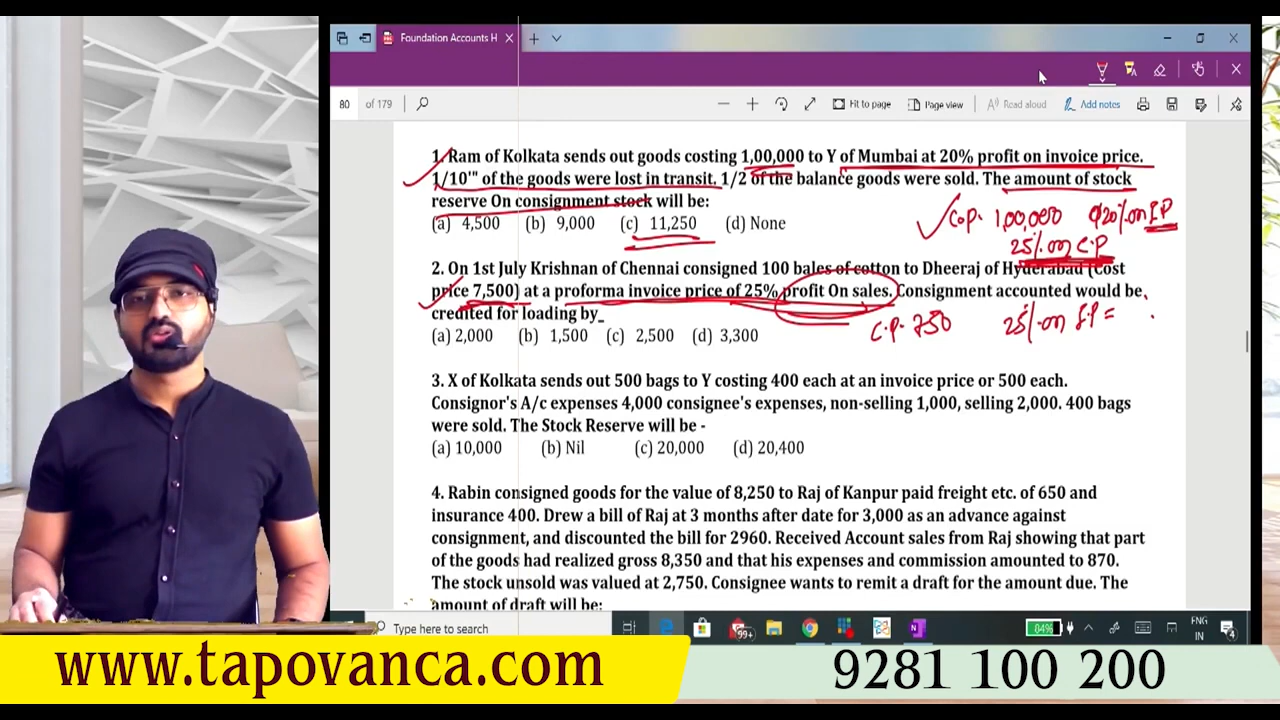 Foundation Accounts H
80 of 179
Fit to page
Page view
Read aloud
Add notes
1. Ram of Kolkata sends out goods costing 1,00,000 to Y of Mumbai at 20% profit on invoice price.
1/10"' of the goods were lost in transit. 1/2 of the balance goods were sold. The amount of stock
reserve On consignment stock will be:
(a) 4,500 (b) 9,000 (c) 11,250 (d) None
C.P. 1,00,000 @20% on I.P
25% on C.P
2. On 1st July Krishnan of Chennai consigned 100 bales of cotton to Dheeraj of Hyderabad (Cost
price 7,500) at a proforma invoice price of 25% profit On sales. Consignment accounted would be
credited for loading by_
(a) 2,000 (b) 1,500 (c) 2,500 (d) 3,300
C.P. 750 25% on S.P =
3. X of Kolkata sends out 500 bags to Y costing 400 each at an invoice price or 500 each.
Consignor's A/c expenses 4,000 consignee's expenses, non-selling 1,000, selling 2,000. 400 bags
were sold. The Stock Reserve will be -
(a) 10,000 (b) Nil (c) 20,000 (d) 20,400
4. Rabin consigned goods for the value of 8,250 to Raj of Kanpur paid freight etc. of 650 and
insurance 400. Drew a bill of Raj at 3 months after date for 3,000 as an advance against
consignment, and discounted the bill for 2960. Received Account sales from Raj showing that part
of the goods had realized gross 8,350 and that his expenses and commission amounted to 870.
The stock unsold was valued at 2,750. Consignee wants to remit a draft for the amount due. The
amount of draft will be:
Type here to search
99+
84%
ENG
IN
4
www.tapovanca.com
9281 100 200